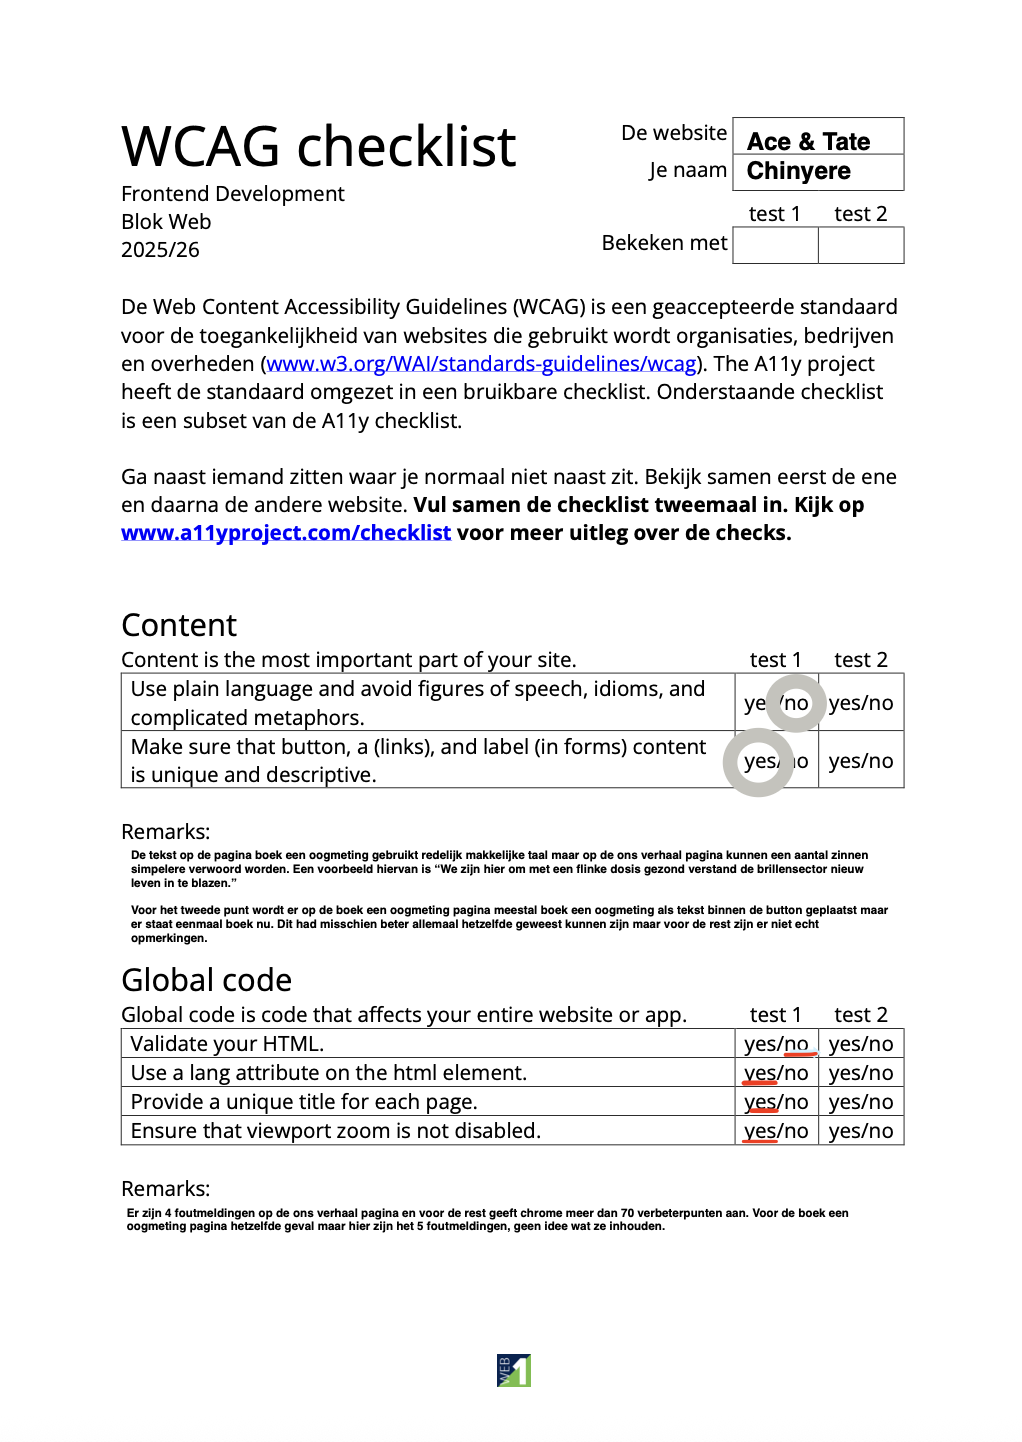 WCAG checklist
Frontend Development
Blok Web
2025/26
De website Ace & Tate
Je naam Chinyere
test 1 test 2
Bekeken met
De Web Content Accessibility Guidelines (WCAG) is een geaccepteerde standaard
voor de toegankelijkheid van websites die gebruikt wordt organisaties, bedrijven
en overheden (www.w3.org/WAI/standards-guidelines/wcag). The A11y project
heeft de standaard omgezet in een bruikbare checklist. Onderstaande checklist
is een subset van de A11y checklist.
Ga naast iemand zitten waar je normaal niet naast zit. Bekijk samen eerst de ene
en daarna de andere website. Vul samen de checklist tweemaal in. Kijk op
www.a11yproject.com/checklist voor meer uitleg over de checks.
Content
Content is the most important part of your site. test 1 test 2
Use plain language and avoid figures of speech, idioms, and
complicated metaphors. yes/no yes/no
Make sure that button, a (links), and label (in forms) content
is unique and descriptive. yes/no yes/no
Remarks:
De tekst op de pagina boek een oogmeting gebruikt redelijk makkelijke taal maar op de ons verhaal pagina kunnen een aantal zinnen
simpelere verwoord worden. Een voorbeeld hiervan is “We zijn hier om met een flinke dosis gezond verstand de brillensector nieuw
leven in te blazen.”
Voor het tweede punt wordt er op de boek een oogmeting pagina meestal boek een oogmeting als tekst binnen de button geplaatst maar
er staat eenmaal boek nu. Dit had misschien beter allemaal hetzelfde geweest kunnen zijn maar voor de rest zijn er niet echt
opmerkingen.
Global code
Global code is code that affects your entire website or app. test 1 test 2
Validate your HTML. yes/no yes/no
Use a lang attribute on the html element. yes/no yes/no
Provide a unique title for each page. yes/no yes/no
Ensure that viewport zoom is not disabled. yes/no yes/no
Remarks:
Er zijn 4 foutmeldingen op de ons verhaal pagina en voor de rest geeft chrome meer dan 70 verbeterpunten aan. Voor de boek een
oogmeting pagina hetzelfde geval maar hier zijn het 5 foutmeldingen, geen idee wat ze inhouden.
WEB 1